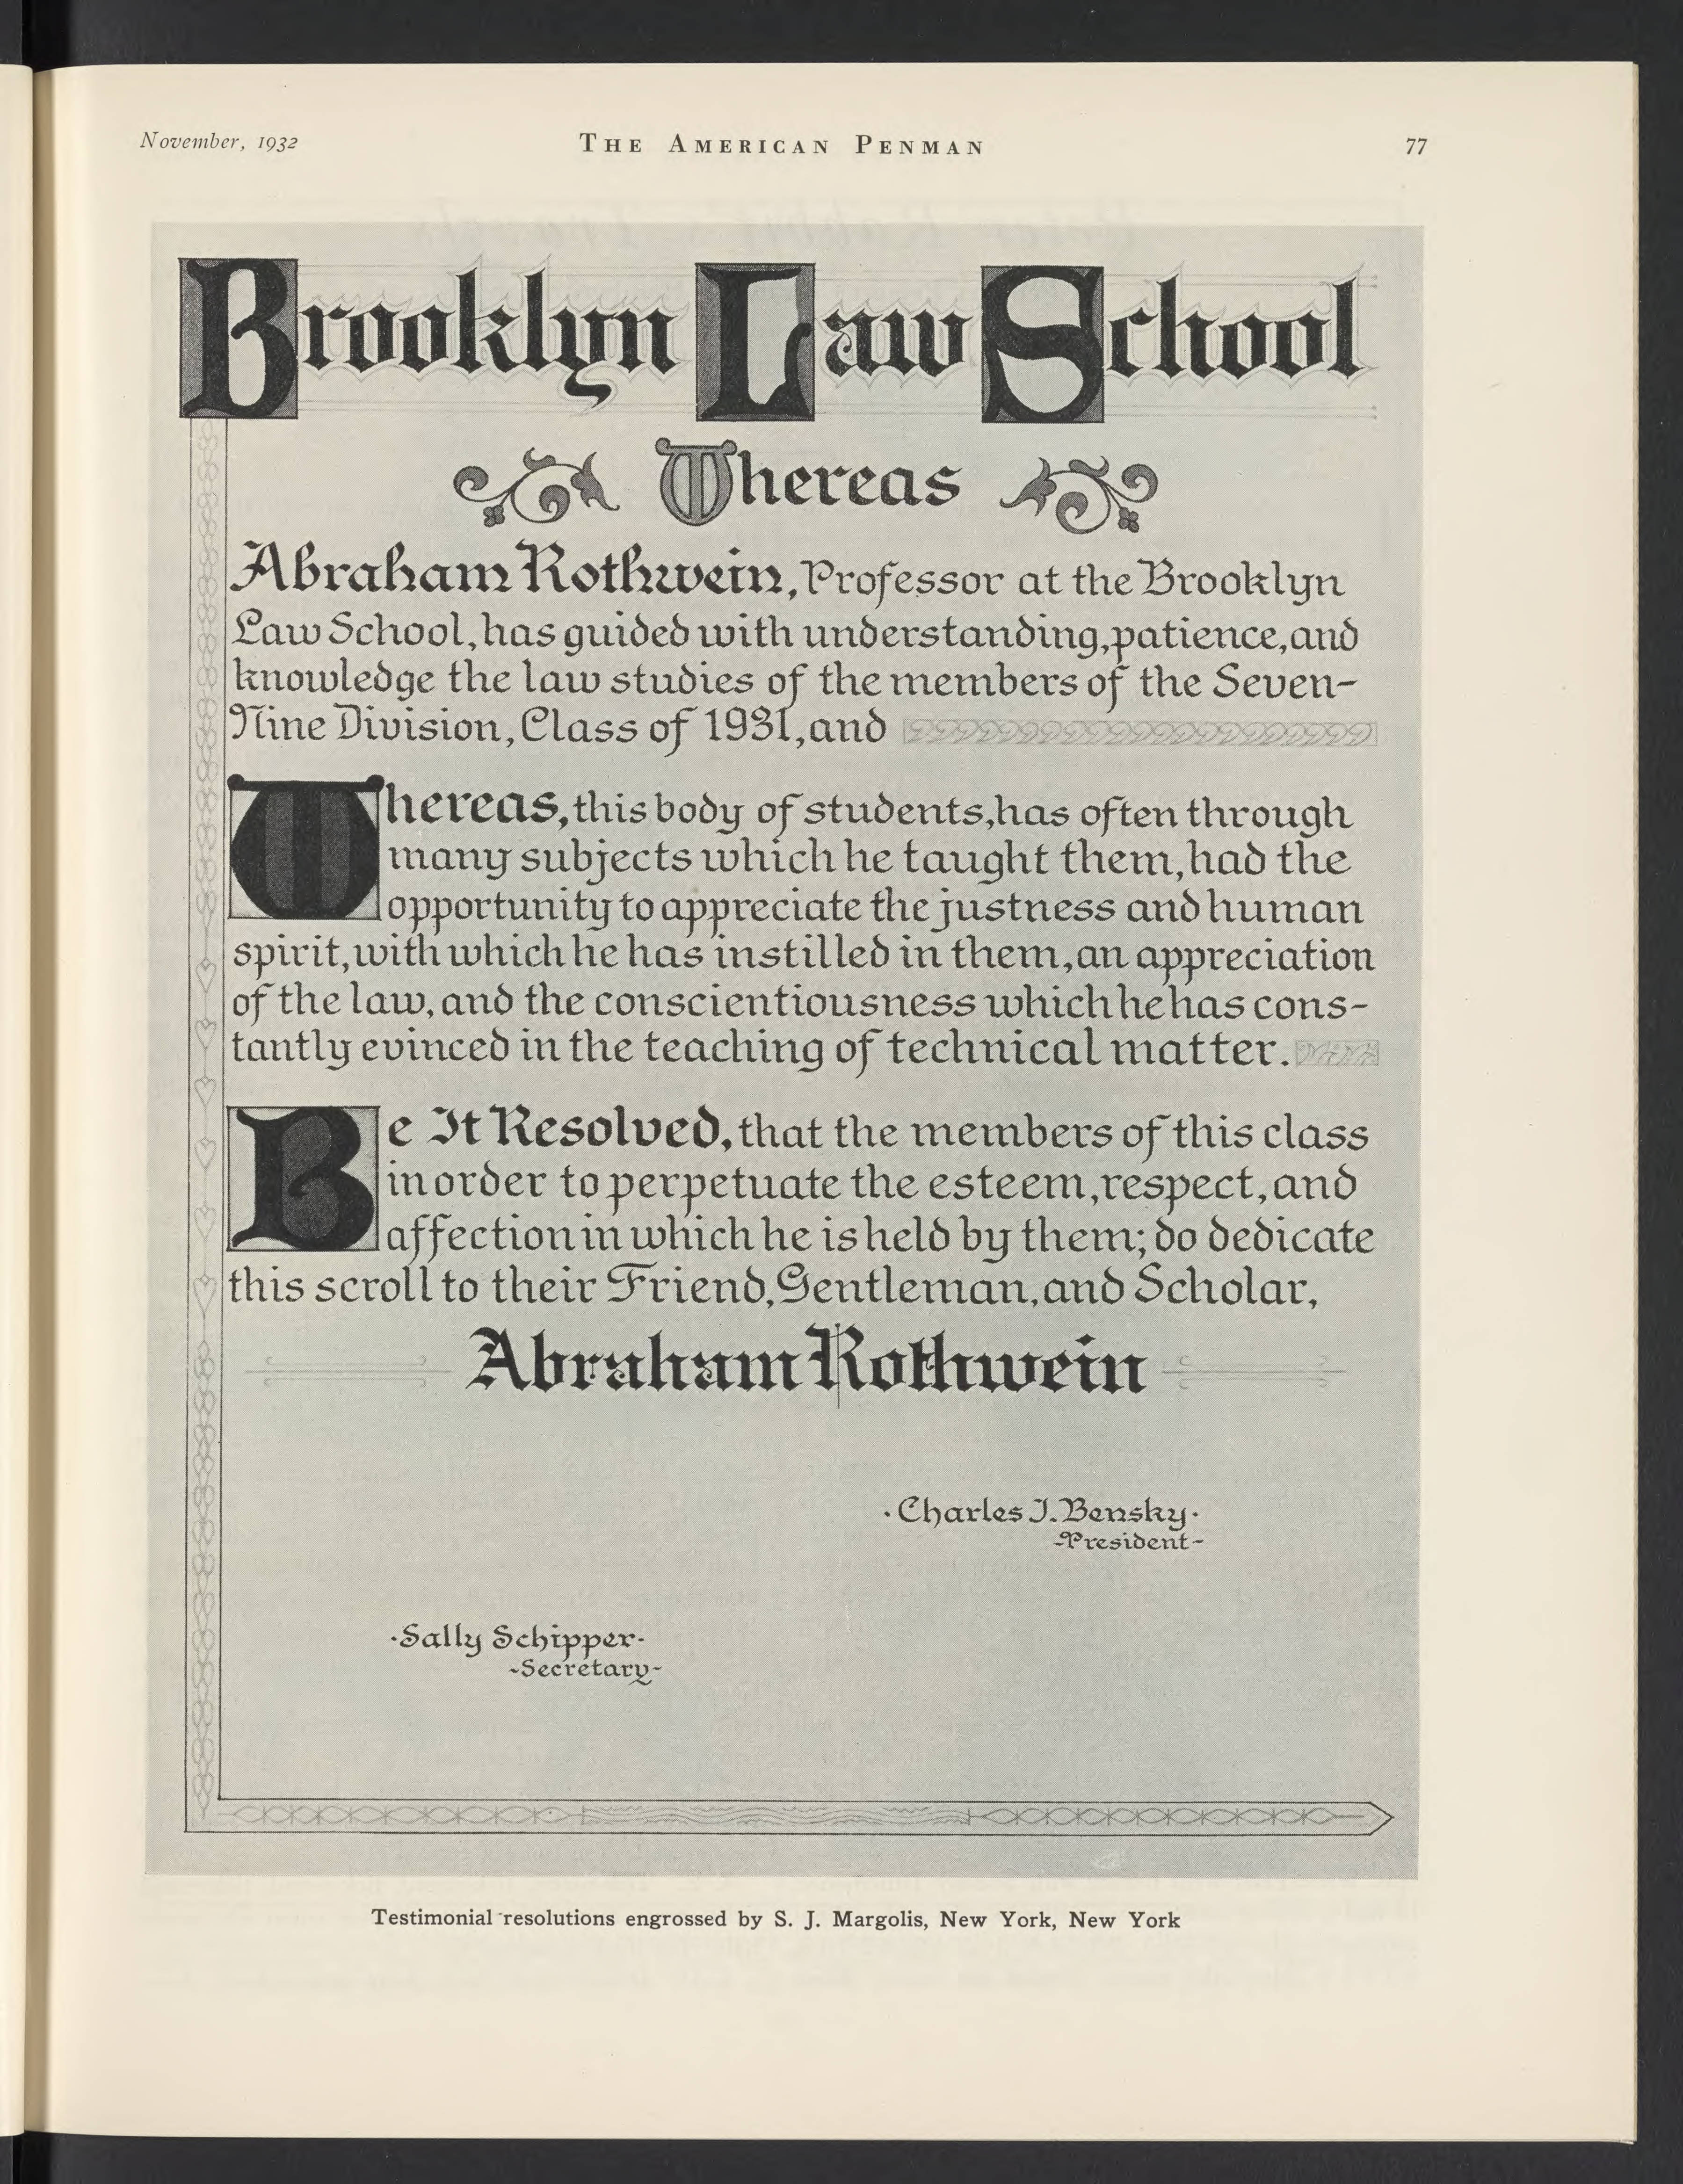 November, 1932 THE AMERICAN PENMAN 77
Brooklyn Law School
Whereas
Abraham Rothwein, Professor at the Brooklyn
Law School, has guided with understanding, patience, and
knowledge the law studies of the members of the Seven-
Nine Division, Class of 1931, and
Whereas, this body of students, has often through
many subjects which he taught them, had the
opportunity to appreciate the justness and human
spirit, with which he has instilled in them, an appreciation
of the law, and the conscientiousness which he has cons-
tantly evinced in the teaching of technical matter.
Be It Resolved, that the members of this class
in order to perpetuate the esteem, respect, and
affection in which he is held by them; do dedicate
this scroll to their Friend, Gentleman, and Scholar,
Abraham Rothwein
·Charles J. Bensky·
-President-
·Sally Schipper·
-Secretary-
Testimonial resolutions engrossed by S. J. Margolis, New York, New York